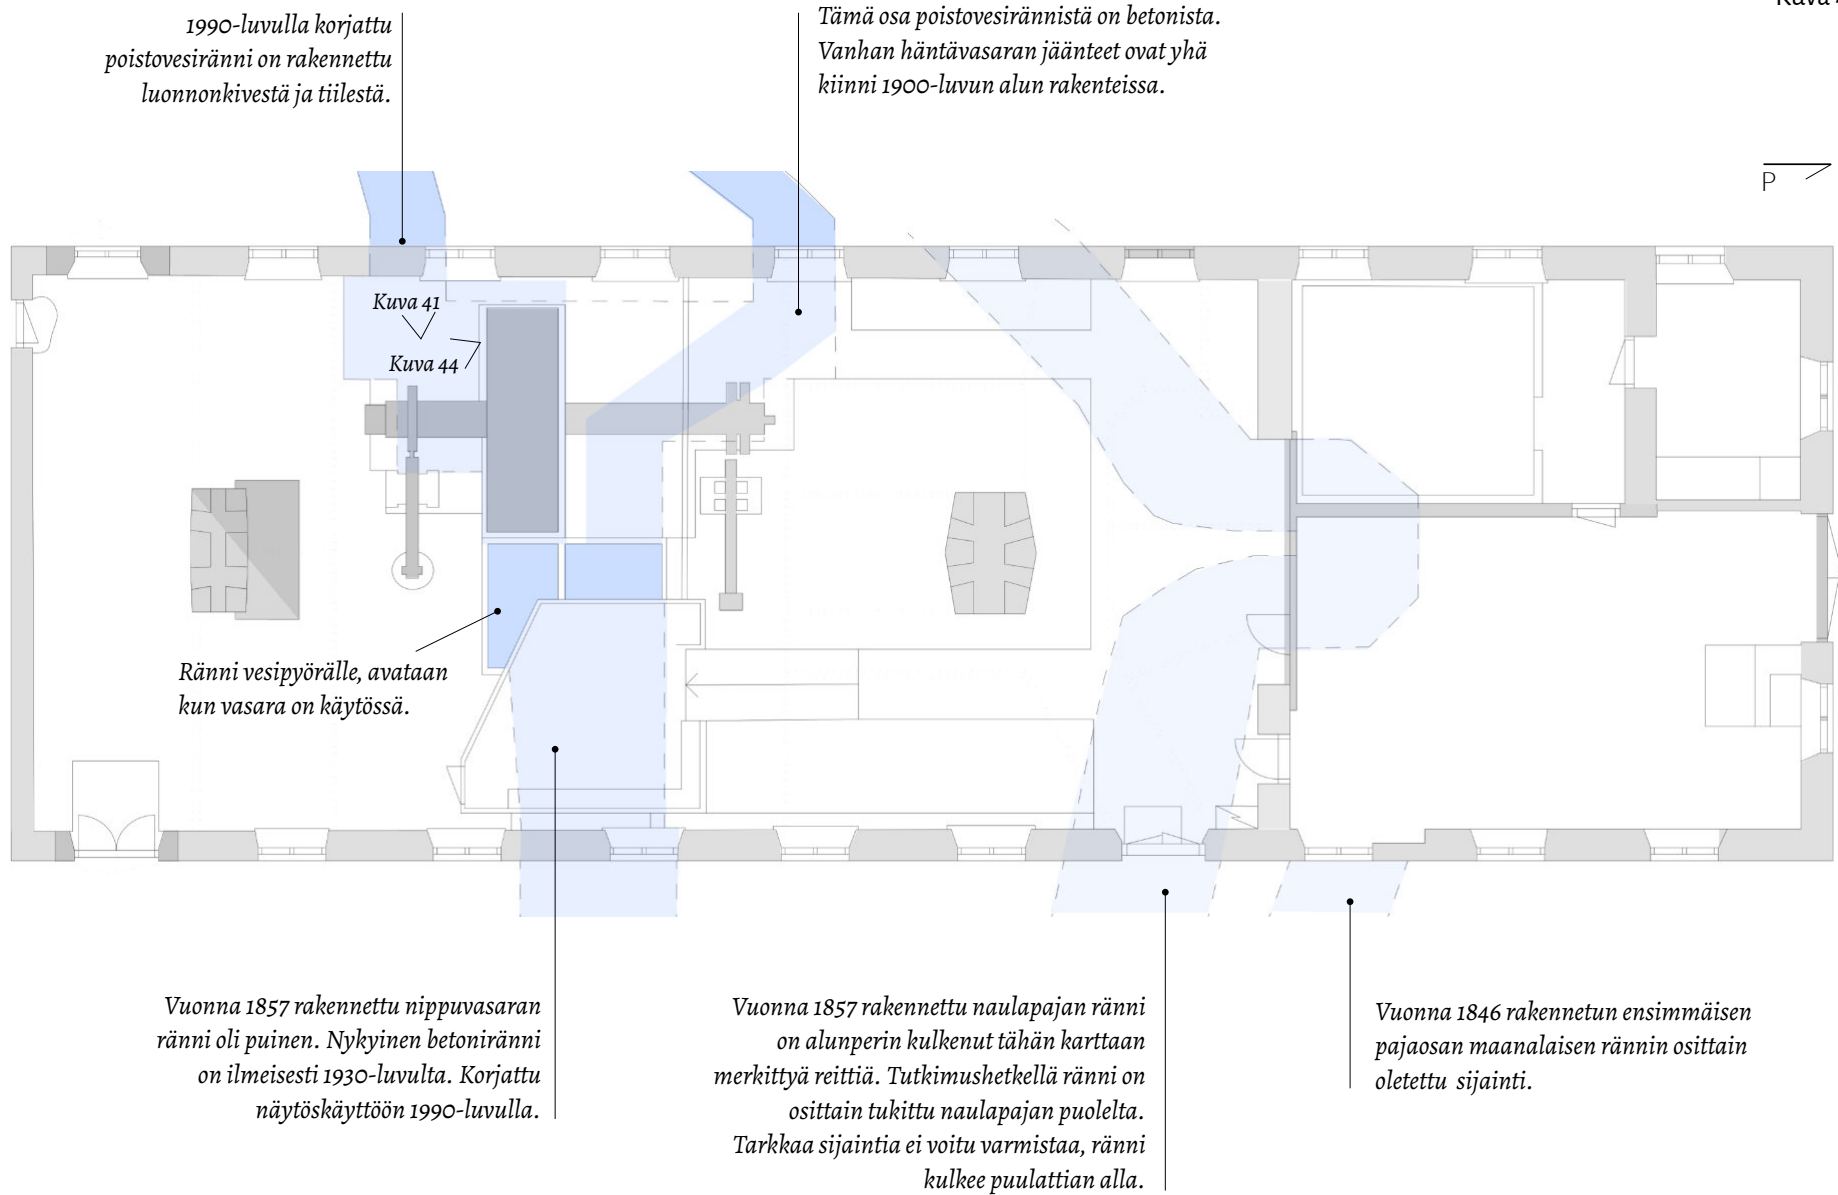 Kuva 4
1990-luvulla korjattu
poistovesiränni on rakennettu
luonnonkivestä ja tiilestä.
Tämä osa poistovesirännistä on betonista.
Vanhan häntävasaran jäänteet ovat yhä
kiinni 1900-luvun alun rakenteissa.
P
Kuva 41
Kuva 44
Ränni vesipyörälle, avataan
kun vasara on käytössä.
Vuonna 1857 rakennettu nippuvasaran
ränni oli puinen. Nykyinen betoniränni
on ilmeisesti 1930-luvulta. Korjattu
näytöskäyttöön 1990-luvulla.
Vuonna 1857 rakennettu naulapajan ränni
on alunperin kulkenut tähän karttaan
merkittyä reittiä. Tutkimushetkellä ränni on
osittain tukittu naulapajan puolelta.
Tarkkaa sijaintia ei voitu varmistaa, ränni
kulkee puulattian alla.
Vuonna 1846 rakennetun ensimmäisen
pajaosan maanalaisen rännin osittain
oletettu sijainti.